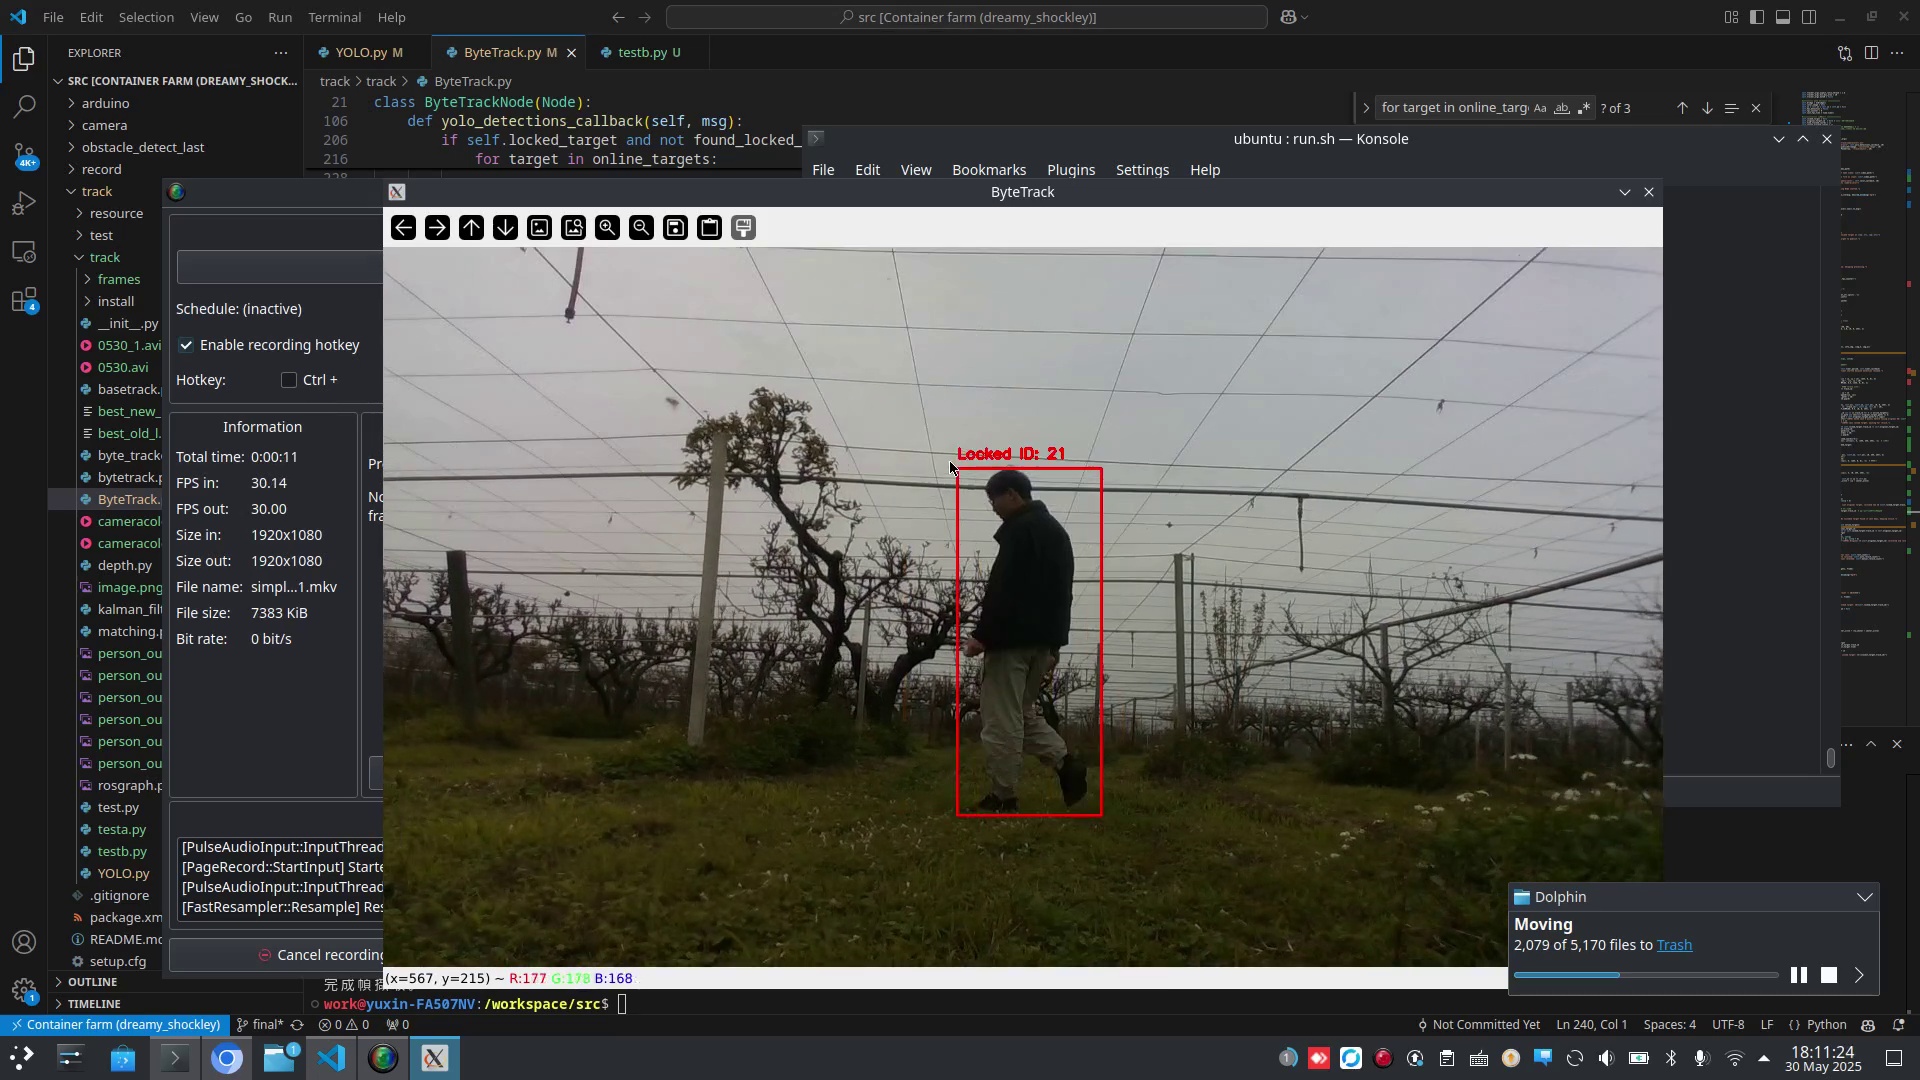 File Edit Selection View Go Run Terminal Help
src [Container farm (dreamy_shockley)]
EXPLORER
YOLO.py M
ByteTrack.py M
testb.py U
SRC [CONTAINER FARM (DREAMY_SHOCK...
track > track > ByteTrack.py
arduino
camera
obstacle_detect_last
record
track
resource
test
track
frames
install
__init__.py
0530_1.avi
0530.avi
basetrack.
best_new_
best_old_l.
byte_track
bytetrack.p
ByteTrack.
cameracol
cameracol
depth.py
image.png
kalman_filt
matching.p
person_ou
person_ou
person_ou
person_ou
person_ou
person_ou
rosgraph.p
test.py
testa.py
testb.py
YOLO.py
.gitignore
package.xm
README.md
setup.cfg
OUTLINE
TIMELINE
21 class ByteTrackNode(Node):
106 def yolo_detections_callback(self, msg):
206 if self.locked_target and not found_locked_
216 for target in online_targets:
for target in online_targ Aa ab ? of 3
ubuntu : run.sh — Konsole
File Edit View Bookmarks Plugins Settings Help
Schedule: (inactive)
Enable recording hotkey
Hotkey: Ctrl +
Information
Total time: 0:00:11
FPS in: 30.14
FPS out: 30.00
Size in: 1920x1080
Size out: 1920x1080
File name: simpl...1.mkv
File size: 7383 KiB
Bit rate: 0 bit/s
Pr
No
fra
[PulseAudioInput::InputThread
[PageRecord::StartInput] Starte
[PulseAudioInput::InputThread
[FastResampler::Resample] Res
Cancel recording
ByteTrack
Locked ID: 21
(x=567, y=215) ~ R:177 G:178 B:168
work@yuxin-FA507NV:/workspace/src$
Dolphin
Moving
2,079 of 5,170 files to Trash
Container farm (dreamy_shockley) final* 0 0 0
Not Committed Yet Ln 240, Col 1 Spaces: 4 UTF-8 LF {} Python
4K+
4
1
1
1
18:11:24
30 May 2025